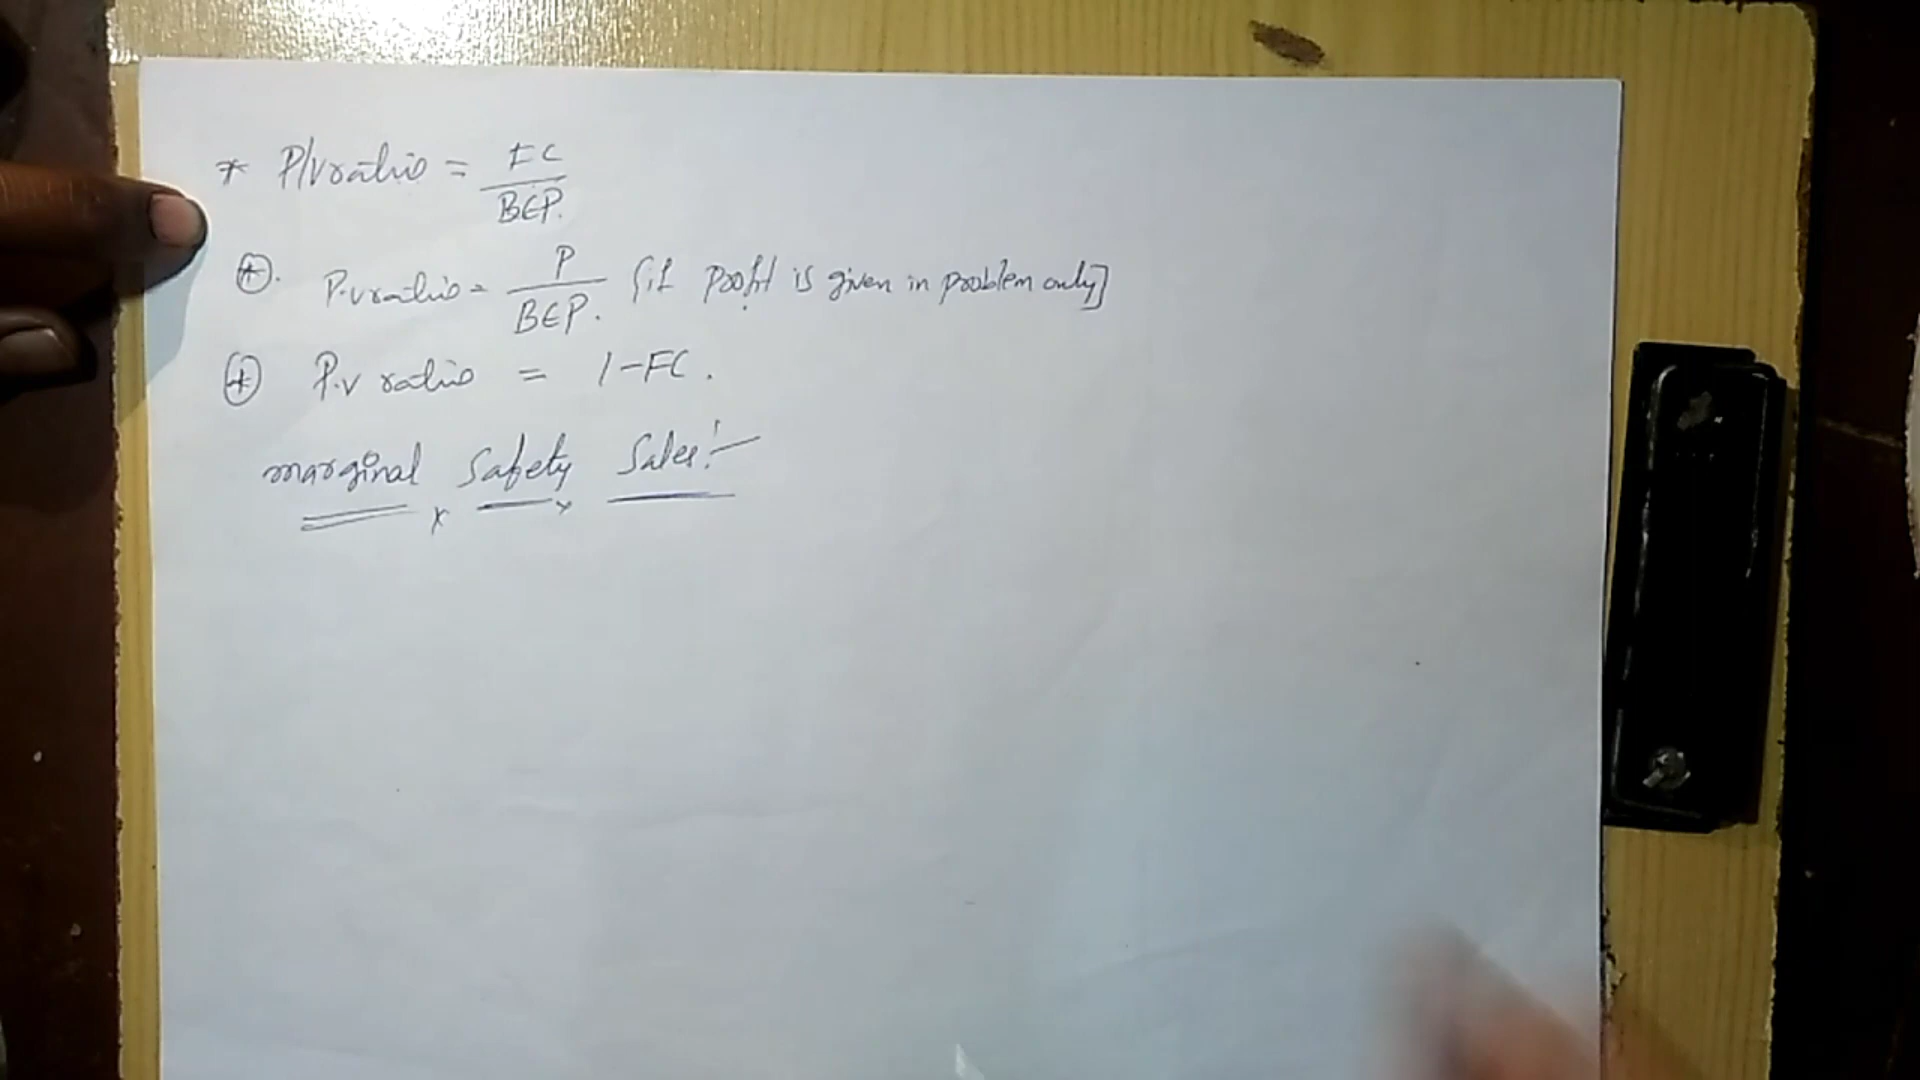 * P/V ratio = FC / BEP.
* P.v ratio = P / BEP. [if profit is given in problem only]
* P.v ratio = 1-FC.
marginal Safety Sales:-